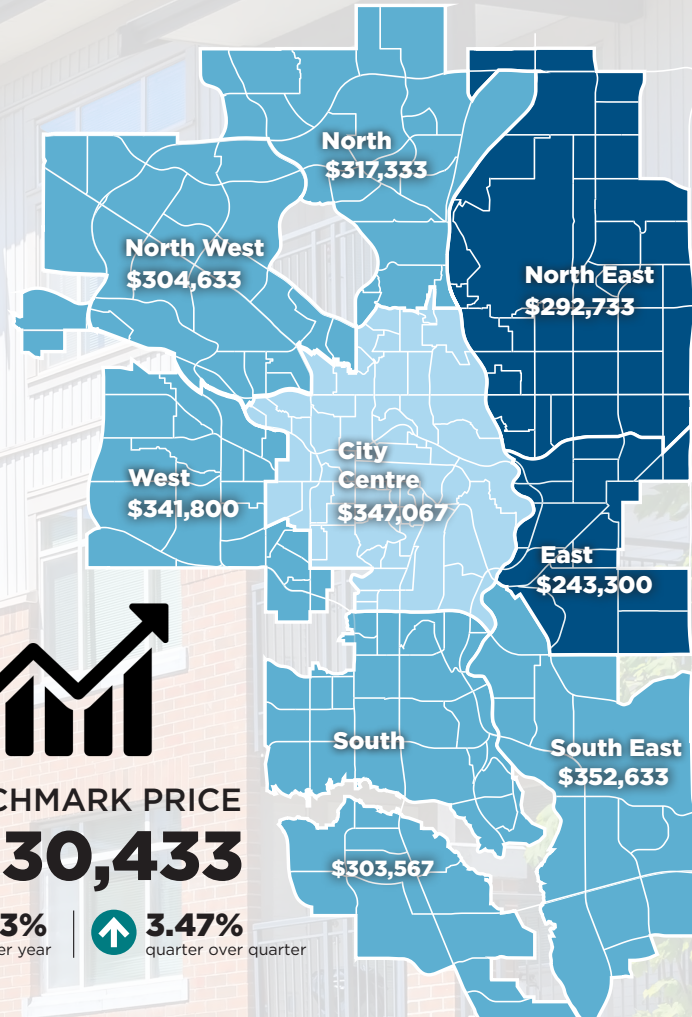 North
$317,333
North West
$304,633
North East
$292,733
City
Centre
$347,067
West
$341,800
East
$243,300
South
$303,567
South East
$352,633
CHMARK PRICE
30,433
3%
er year
3.47%
quarter over quarter